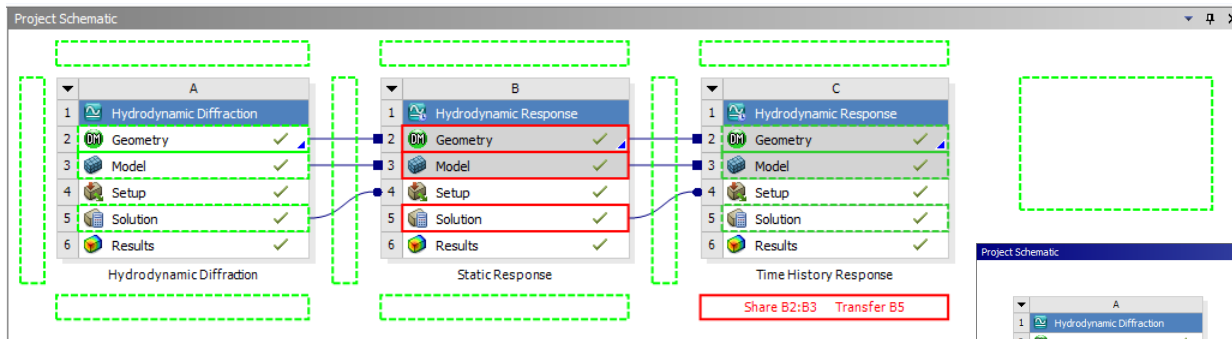 Project Schematic
A
1 Hydrodynamic Diffraction
2 Geometry
3 Model
4 Setup
5 Solution
6 Results
Hydrodynamic Diffraction
B
1 Hydrodynamic Response
2 Geometry
3 Model
4 Setup
5 Solution
6 Results
Static Response
C
1 Hydrodynamic Response
2 Geometry
3 Model
4 Setup
5 Solution
6 Results
Time History Response
Share B2:B3 Transfer B5
Project Schematic
A
1 Hydrodynamic Diffraction